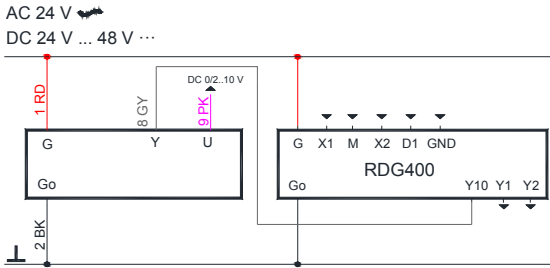 AC 24 V
DC 24 V ... 48 V ⋯
DC 0/2..10 V
1 RD
8 GY
9 PK
G Y U
G X1 M X2 D1 GND
RDG400
Go
Go Y10 Y1 Y2
2 BK